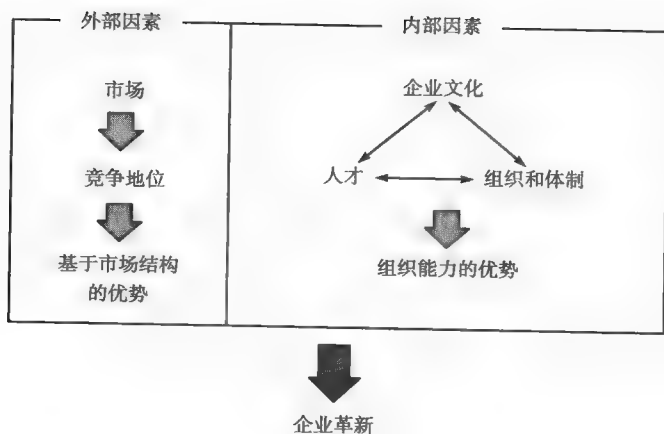 外部因素
市场
竞争地位
基于市场结构
的优势
内部因素
企业文化
人才
组织和体制
组织能力的优势
企业革新